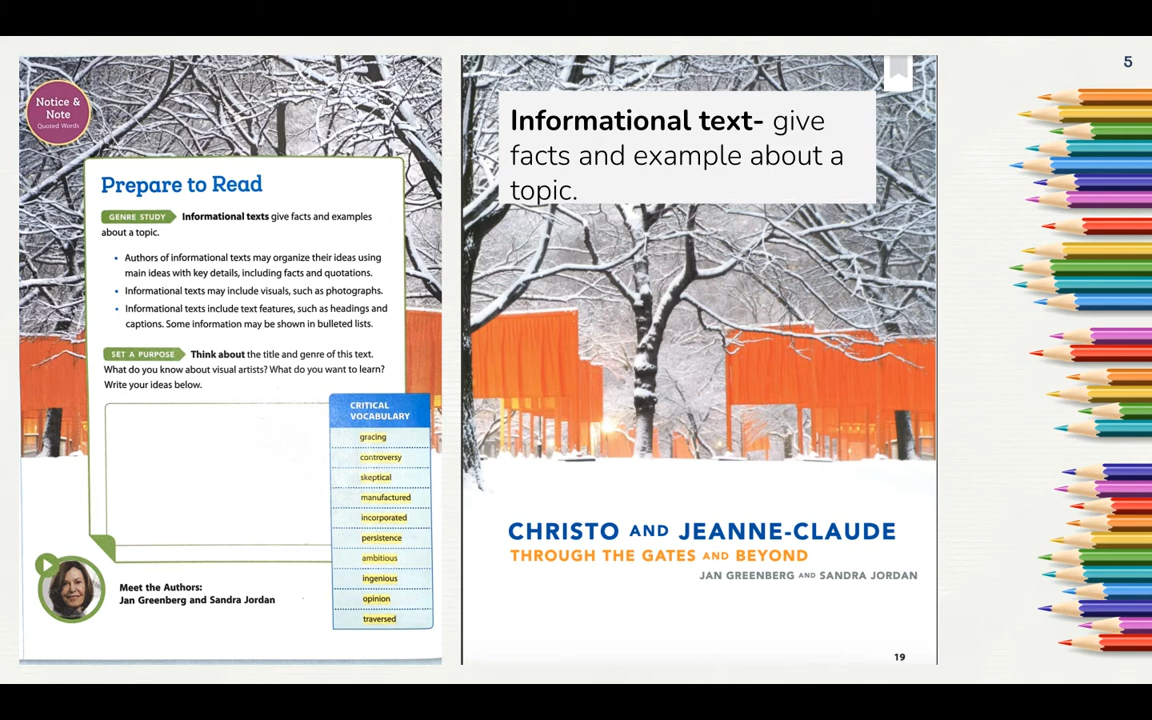 5
Notice &
Note
Quoted Words
Prepare to Read
GENRE STUDY Informational texts give facts and examples
about a topic.
• Authors of informational texts may organize their ideas using
main ideas with key details, including facts and quotations.
• Informational texts may include visuals, such as photographs.
• Informational texts include text features, such as headings and
captions. Some information may be shown in bulleted lists.
SET A PURPOSE Think about the title and genre of this text.
What do you know about visual artists? What do you want to learn?
Write your ideas below.
CRITICAL
VOCABULARY
gracing
controversy
skeptical
manufactured
incorporated
persistence
ambitious
ingenious
opinion
traversed
Meet the Authors:
Jan Greenberg and Sandra Jordan
Informational text- give
facts and example about a
topic.
CHRISTO AND JEANNE-CLAUDE
THROUGH THE GATES AND BEYOND
JAN GREENBERG AND SANDRA JORDAN
19